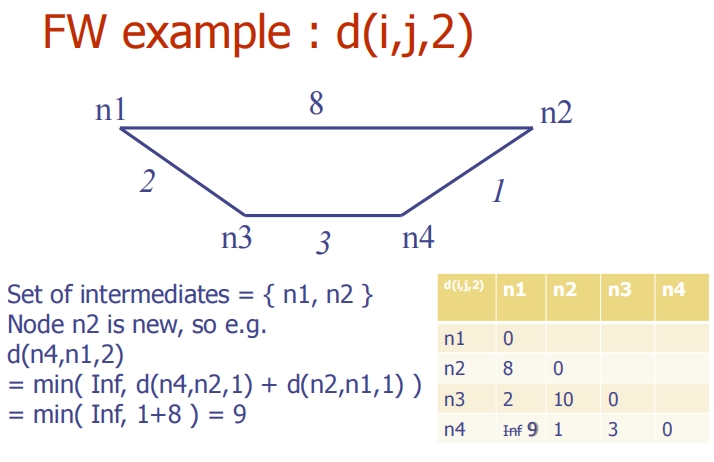 FW example : d(i,j,2)
n1
8
n2
2
1
n3
3
n4
Set of intermediates = { n1, n2 }
Node n2 is new, so e.g.
d(n4,n1,2)
= min( Inf, d(n4,n2,1) + d(n2,n1,1) )
= min( Inf, 1+8 ) = 9
d(i,j,2) n1 n2 n3 n4
n1 0
n2 8 0
n3 2 10 0
n4 Inf 9 1 3 0